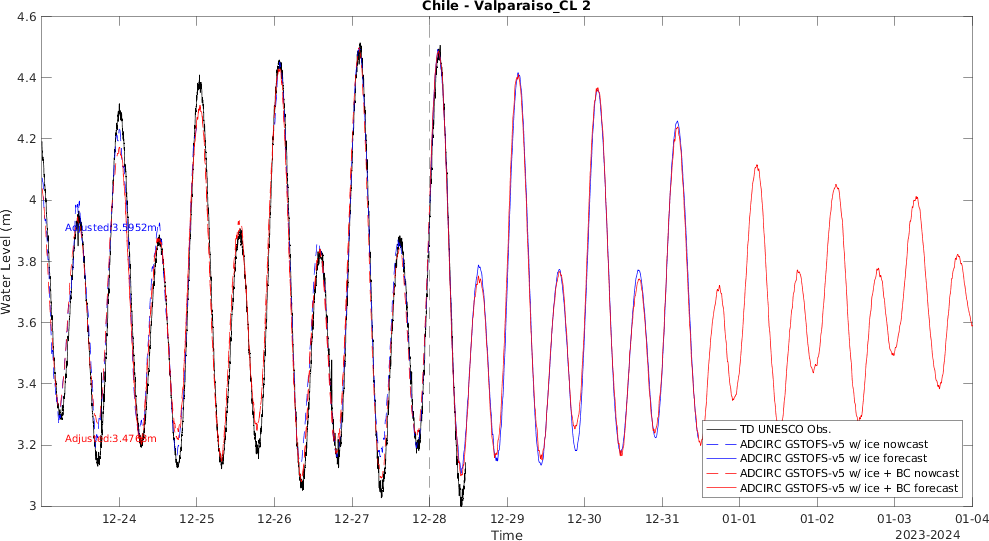 Chile - Valparaiso_CL 2
4.6
4.4
4.2
4
3.8
3.6
3.4
3.2
3
Water Level (m)
Adjusted:3.5952m
Adjusted:3.4763m
TD UNESCO Obs.
ADCIRC GSTOFS-v5 w/ ice nowcast
ADCIRC GSTOFS-v5 w/ ice forecast
ADCIRC GSTOFS-v5 w/ ice + BC nowcast
ADCIRC GSTOFS-v5 w/ ice + BC forecast
12-24 12-25 12-26 12-27 12-28 12-29 12-30 12-31 01-01 01-02 01-03 01-04
Time
2023-2024